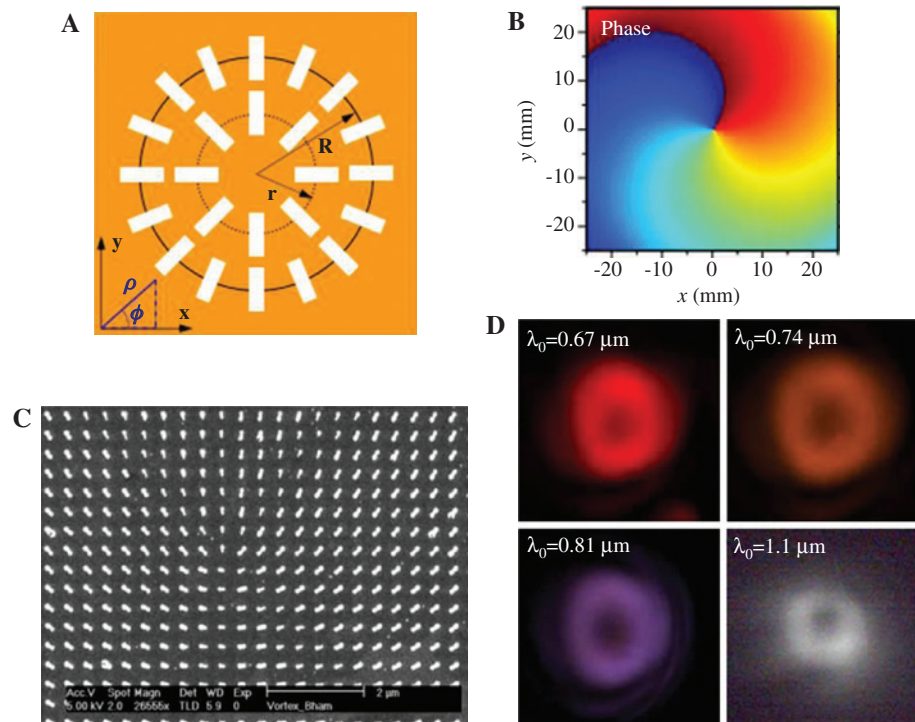 A
R
r
y
ρ
ϕ
x
B
Phase
20
10
0
-10
-20
y (mm)
-20 -10 0 10 20
x (mm)
C
Acc.V Spot Magn Det WD Exp 2 μm
5.00 kV 2.0 26555x TLD 5.9 0 Vortex_Bham
D
λ0=0.67 μm
λ0=0.74 μm
λ0=0.81 μm
λ0=1.1 μm